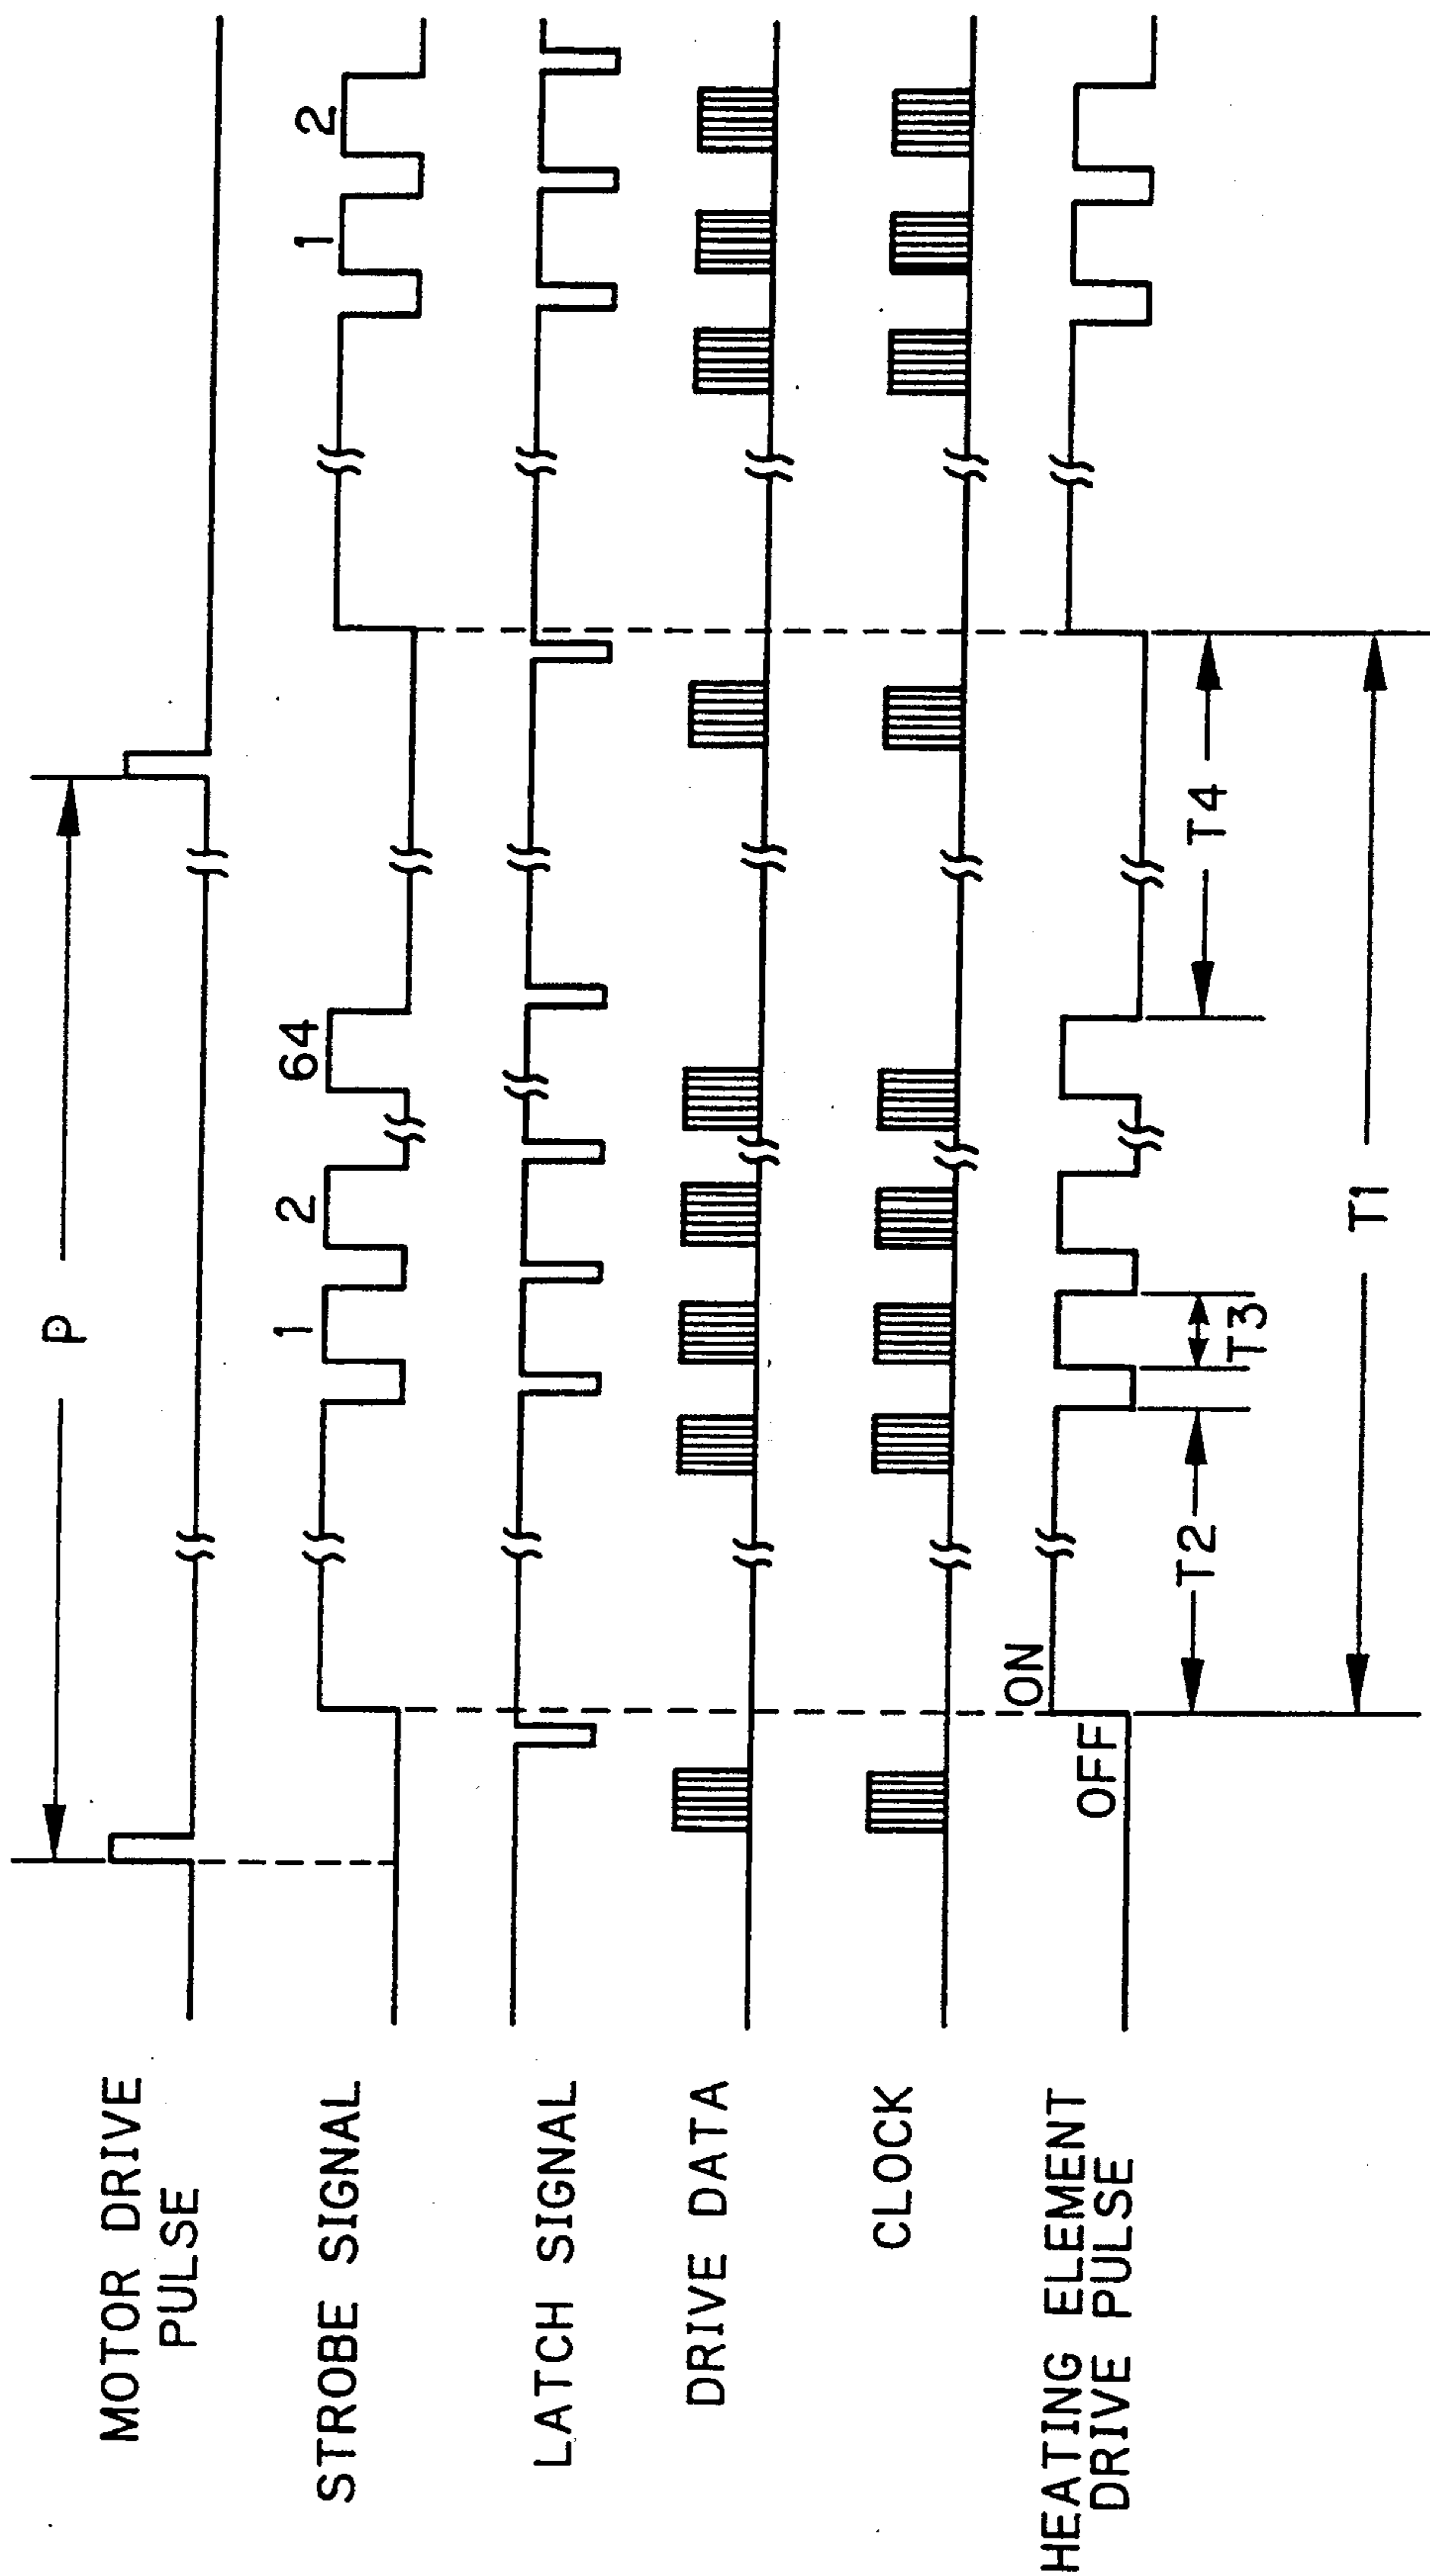 MOTOR DRIVE
PULSE
P
STROBE SIGNAL
1
2
64
1
2
LATCH SIGNAL
DRIVE DATA
CLOCK
HEATING ELEMENT
DRIVE PULSE
OFF
ON
T2
T3
T4
T1